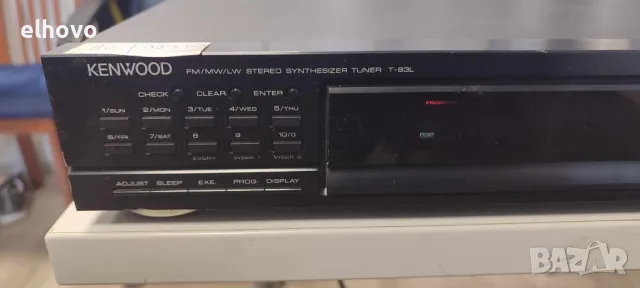 elhovo
KENWOOD
FM/MW/LW STEREO SYNTHESIZER TUNER T-93L
CHECK CLEAR ENTER
1/SUN 2/MON 3/TUE 4/WED 5/THU
6/FRI 7/SAT 8 9 10/0
EVERY WEEK 1 WEEK 2
ADJUST SLEEP EXE. PROG. DISPLAY
BAZAR